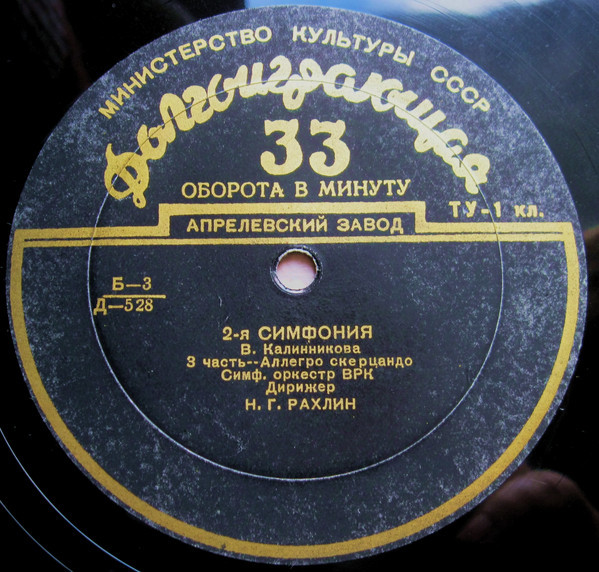 МИНИСТЕРСТВО КУЛЬТУРЫ СССР
Долгоиграющая
33
ОБОРОТА В МИНУТУ
ТУ-1 кл.
АПРЕЛЕВСКИЙ ЗАВОД
Б—3
Д—528
2-я СИМФОНИЯ
В. Калинникова
3 часть--Аллегро скерцандо
Симф. оркестр ВРК
Дирижер
Н. Г. РАХЛИН